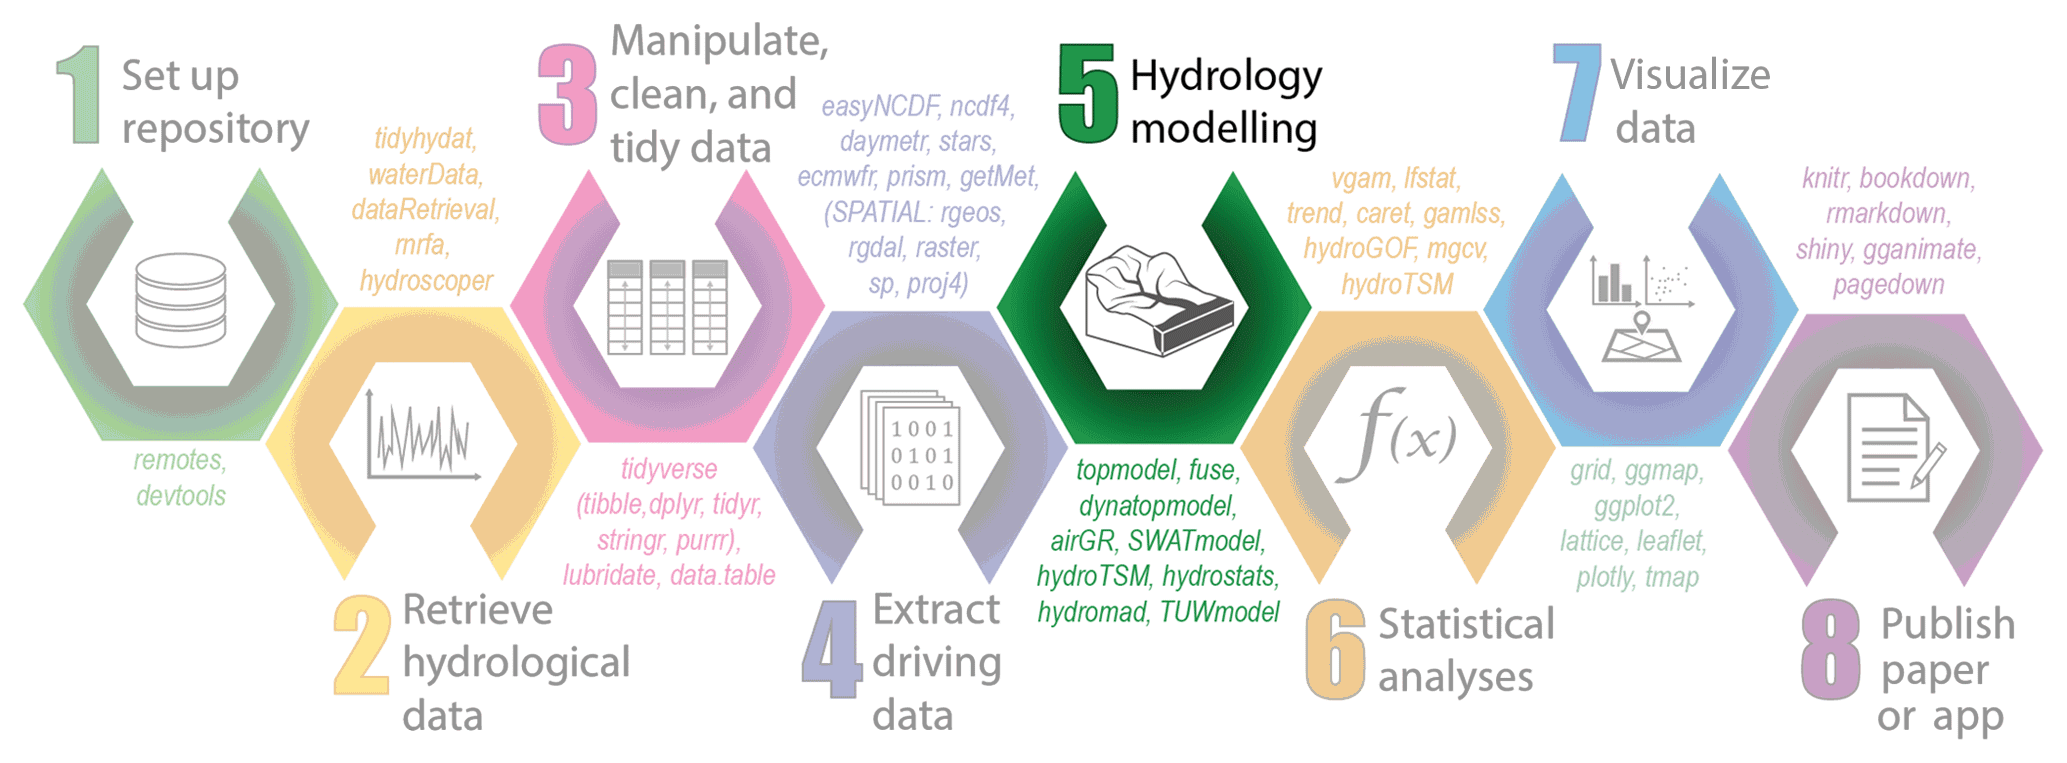 1 Set up
repository
remotes,
devtools
tidyhydat,
waterData,
dataRetrieval,
mrfa,
hydroscoper
2 Retrieve
hydrological
data
3 Manipulate,
clean, and
tidy data
tidyverse
(tibble,dplyr, tidyr,
stringr, purrr),
lubridate, data.table
easyNCDF, ncdf4,
daymetr, stars,
ecmwfr, prism, getMet,
(SPATIAL: rgeos,
rgdal, raster,
sp, proj4)
1001
0101
0010
4 Extract
driving
data
5 Hydrology
modelling
topmodel, fuse,
dynatopmodel,
airGR, SWATmodel,
hydroTSM, hydrostats,
hydromad, TUWmodel
vgam, lfstat,
trend, caret, gamlss,
hydroGOF, mgcv,
hydroTSM
f(x)
6 Statistical
analyses
7 Visualize
data
grid, ggmap,
ggplot2,
lattice, leaflet,
plotly, tmap
knitr, bookdown,
rmarkdown,
shiny, gganimate,
pagedown
8 Publish
paper
or app